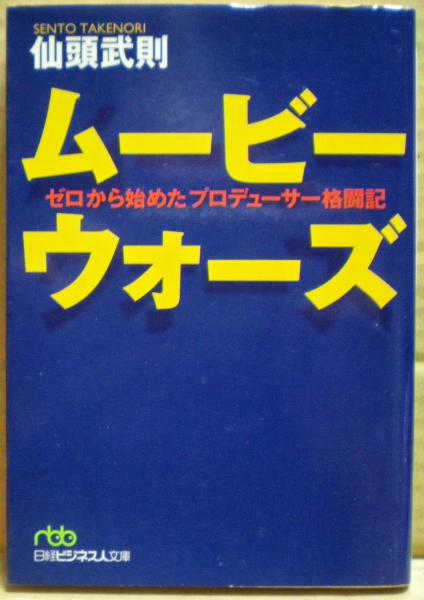 SENTO TAKENORI
仙頭武則
ムービー
ゼロから始めたプロデューサー格闘記
ウォーズ
nbb
日経ビジネス人文庫